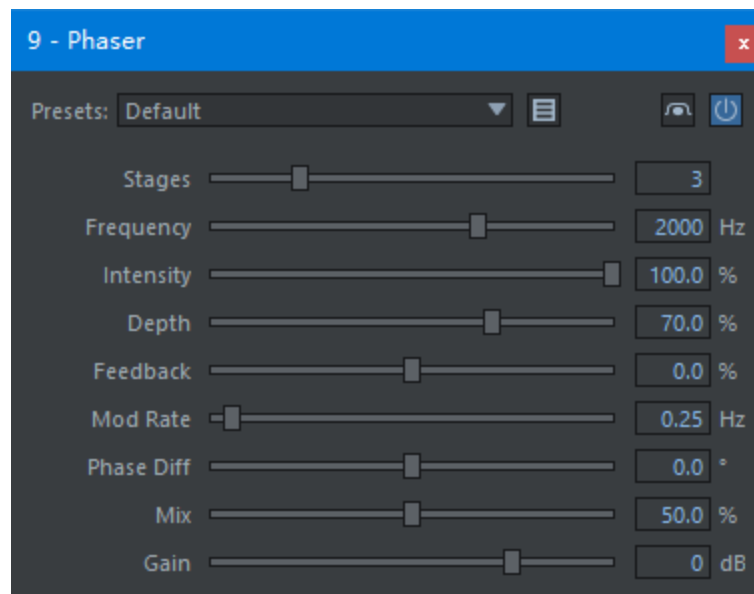 9 - Phaser x
Presets: Default
Stages 3
Frequency 2000 Hz
Intensity 100.0 %
Depth 70.0 %
Feedback 0.0 %
Mod Rate 0.25 Hz
Phase Diff 0.0 °
Mix 50.0 %
Gain 0 dB